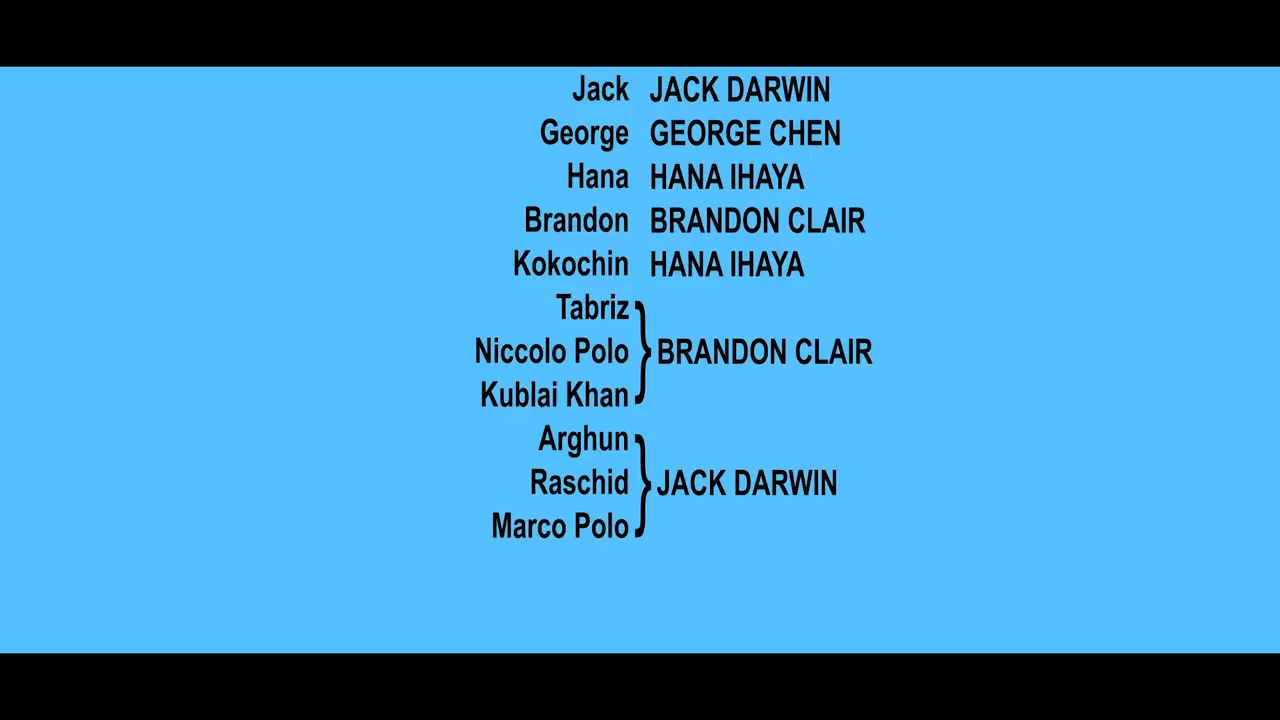 Jack JACK DARWIN
George GEORGE CHEN
Hana HANA IHAYA
Brandon BRANDON CLAIR
Kokochin HANA IHAYA
Tabriz
Niccolo Polo BRANDON CLAIR
Kublai Khan
Arghun
Raschid JACK DARWIN
Marco Polo